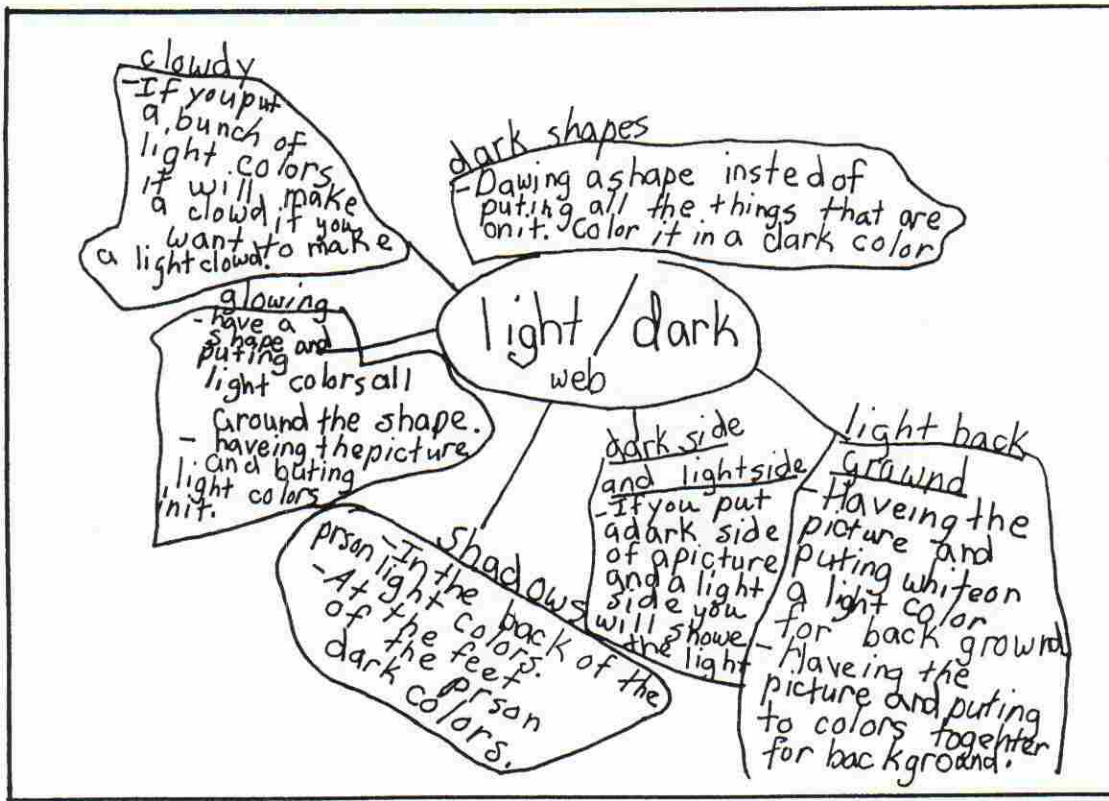 clowdy
-If you put
a bunch of
light colors
it will make
a clowd if you
want to make
a light clowd.
dark shapes
-Dawing a shape insted of
puting all the things that are
on it. Color it in a dark color
light / dark
web
glowing
- have a
shape and
puting
light colors all
Ground the shape.
- haveing the picture
and buting
light colors
init.
shadows
-In the back of the
prson light colors.
-At the feet
of the prson
dark colors.
dark side
and light side
-If you put
a dark side
of a picture
and a light
side you
will showe
the light
light back
grawnd
- Haveing the
picture and
puting white on
a light color
for back grownd
- Haveing the
picture and puting
to colors togehter
for background.